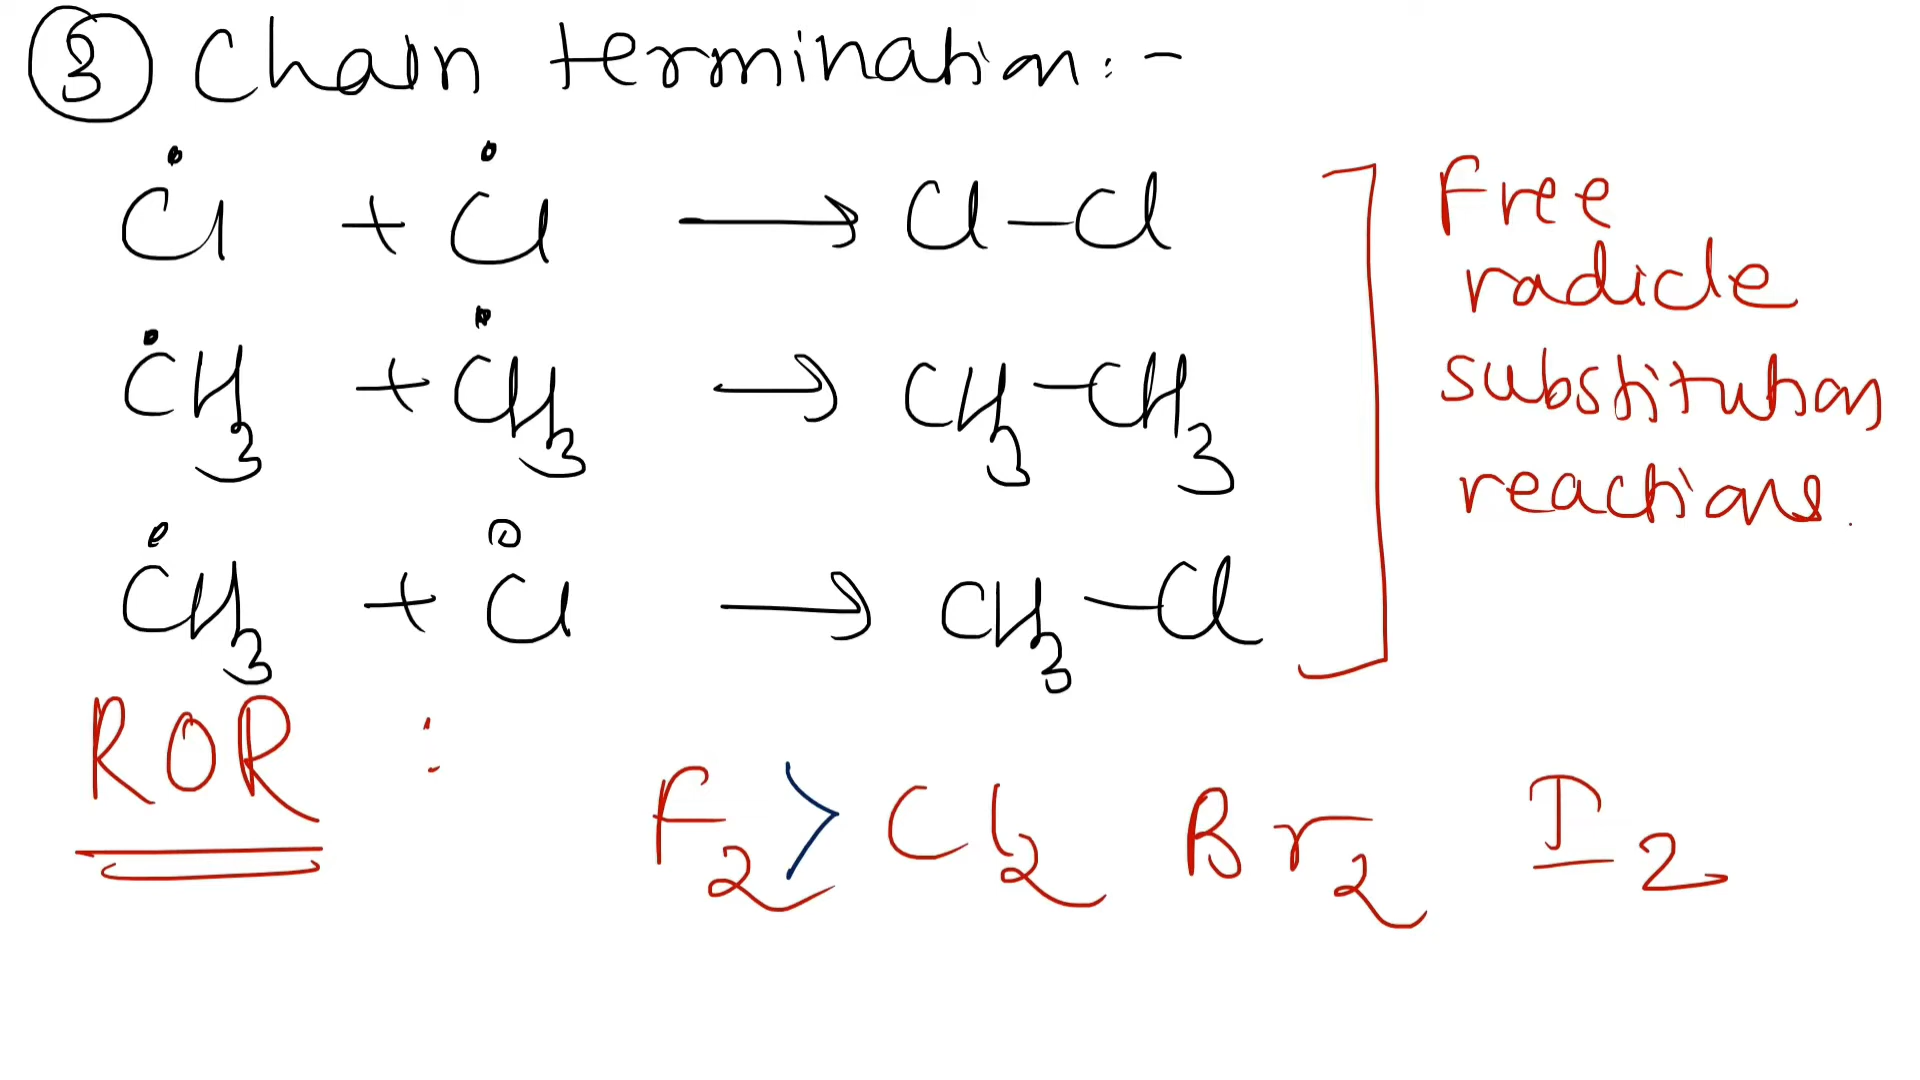 3 Chain termination :-
Ċl + Ċl → Cl-Cl
ĊH3 + ĊH3 → CH3-CH3
ĊH3 + Ċl → CH3-Cl
Free
radicle
substitution
reactions.
ROR :
F2 > Cl2 Br2 I2